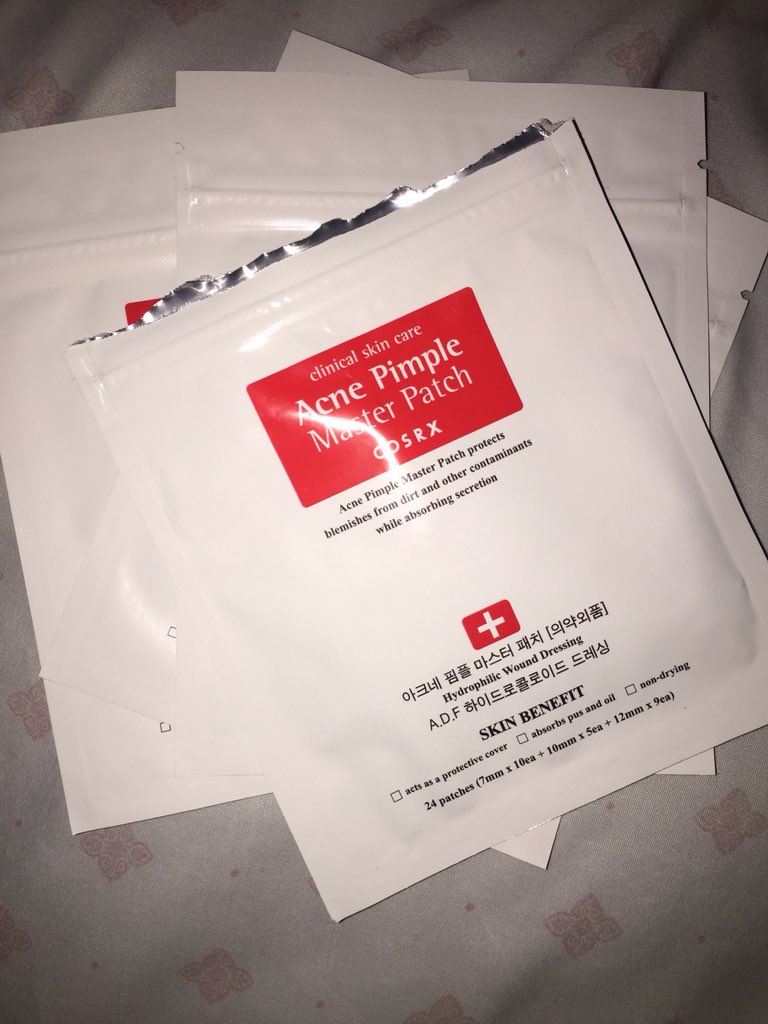 clinical skin care
Acne Pimple
Master Patch
COSRX
Acne Pimple Master Patch protects
blemishes from dirt and other contaminants
while absorbing secretion
아크네 핌플 마스터 패치 [의약외품]
Hydrophilic Wound Dressing
A.D.F 하이드로콜로이드 드레싱
SKIN BENEFIT
□ acts as a protective cover □ absorbs pus and oil □ non-drying
24 patches (7mm x 10ea + 10mm x 5ea + 12mm x 9ea)